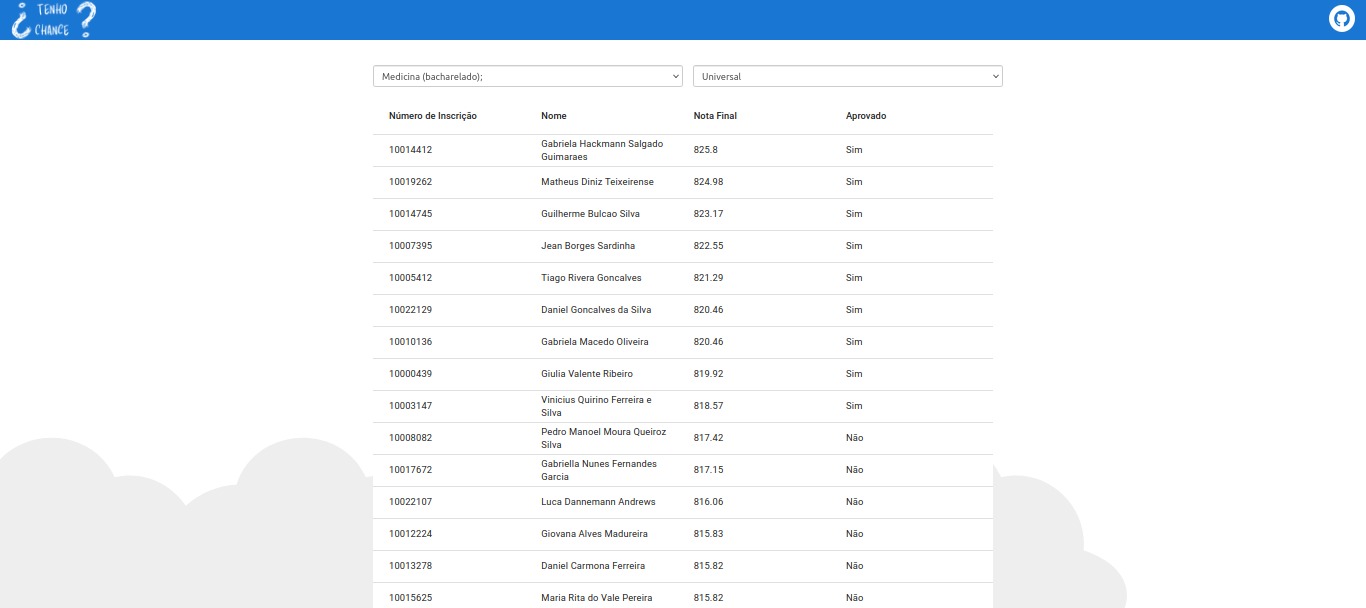 ¿ TENHO CHANCE ?
Medicina (bacharelado); Universal
Número de Inscrição Nome Nota Final Aprovado
10014412 Gabriela Hackmann Salgado Guimaraes 825.8 Sim
10019262 Matheus Diniz Teixeirense 824.98 Sim
10014745 Guilherme Bulcao Silva 823.17 Sim
10007395 Jean Borges Sardinha 822.55 Sim
10005412 Tiago Rivera Goncalves 821.29 Sim
10022129 Daniel Goncalves da Silva 820.46 Sim
10010136 Gabriela Macedo Oliveira 820.46 Sim
10000439 Giulia Valente Ribeiro 819.92 Sim
10003147 Vinicius Quirino Ferreira e Silva 818.57 Sim
10008082 Pedro Manoel Moura Queiroz Silva 817.42 Não
10017672 Gabriella Nunes Fernandes Garcia 817.15 Não
10022107 Luca Dannemann Andrews 816.06 Não
10012224 Giovana Alves Madureira 815.83 Não
10013278 Daniel Carmona Ferreira 815.82 Não
10015625 Maria Rita do Vale Pereira 815.82 Não